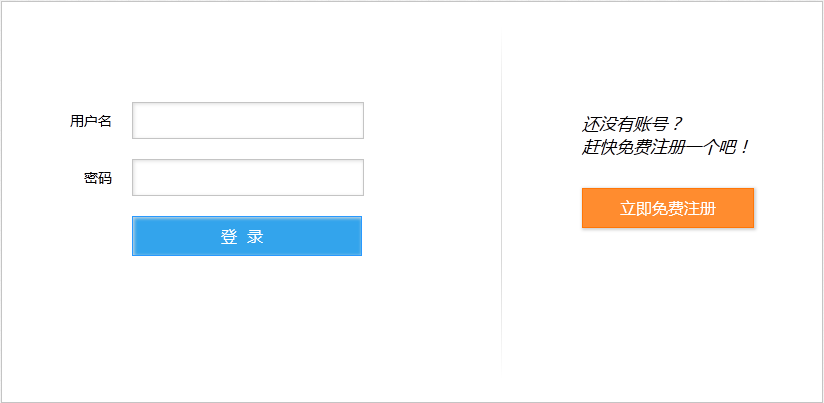 用户名
密码
登 录
还没有账号？
赶快免费注册一个吧！
立即免费注册